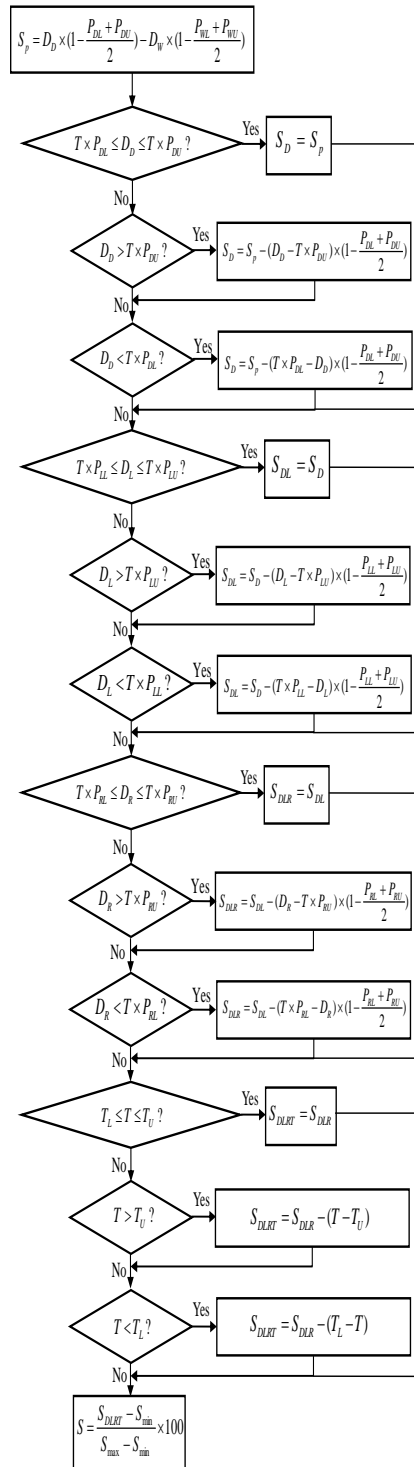 S_p = D_D × (1 − (P_DL + P_DU)/2) − D_W × (1 − (P_WL + P_WU)/2)
T × P_DL ≤ D_D ≤ T × P_DU ?
Yes
S_D = S_p
No
D_D > T × P_DU ?
Yes
S_D = S_p − (D_D − T × P_DU) × (1 − (P_DL + P_DU)/2)
No
D_D < T × P_DL ?
Yes
S_D = S_p − (T × P_DL − D_D) × (1 − (P_DL + P_DU)/2)
No
T × P_LL ≤ D_L ≤ T × P_LU ?
Yes
S_DL = S_D
No
D_L > T × P_LU ?
Yes
S_DL = S_D − (D_L − T × P_LU) × (1 − (P_LL + P_LU)/2)
No
D_L < T × P_LL ?
Yes
S_DL = S_D − (T × P_LL − D_L) × (1 − (P_LL + P_LU)/2)
No
T × P_RL ≤ D_R ≤ T × P_RU ?
Yes
S_DLR = S_DL
No
D_R > T × P_RU ?
Yes
S_DLR = S_DL − (D_R − T × P_RU) × (1 − (P_RL + P_RU)/2)
No
D_R < T × P_RL ?
Yes
S_DLR = S_DL − (T × P_RL − D_R) × (1 − (P_RL + P_RU)/2)
No
T_L ≤ T ≤ T_U ?
Yes
S_DLRT = S_DLR
No
T > T_U ?
Yes
S_DLRT = S_DLR − (T − T_U)
No
T < T_L ?
Yes
S_DLRT = S_DLR − (T_L − T)
No
S = (S_DLRT − S_min)/(S_max − S_min) × 100